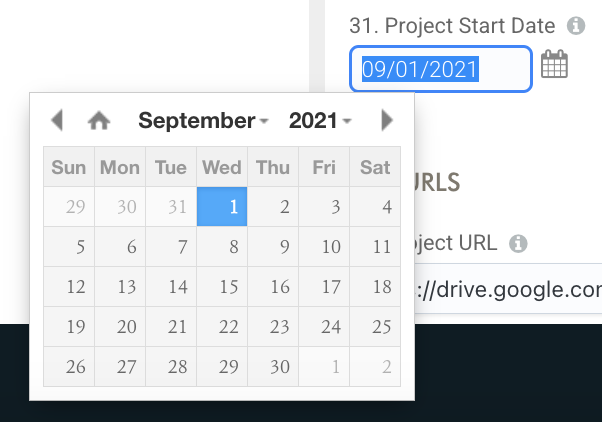 31. Project Start Date
09/01/2021
September 2021
Sun Mon Tue Wed Thu Fri Sat
29 30 31 1 2 3 4
5 6 7 8 9 10 11
12 13 14 15 16 17 18
19 20 21 22 23 24 25
26 27 28 29 30 1 2
URLS
oject URL
://drive.google.com